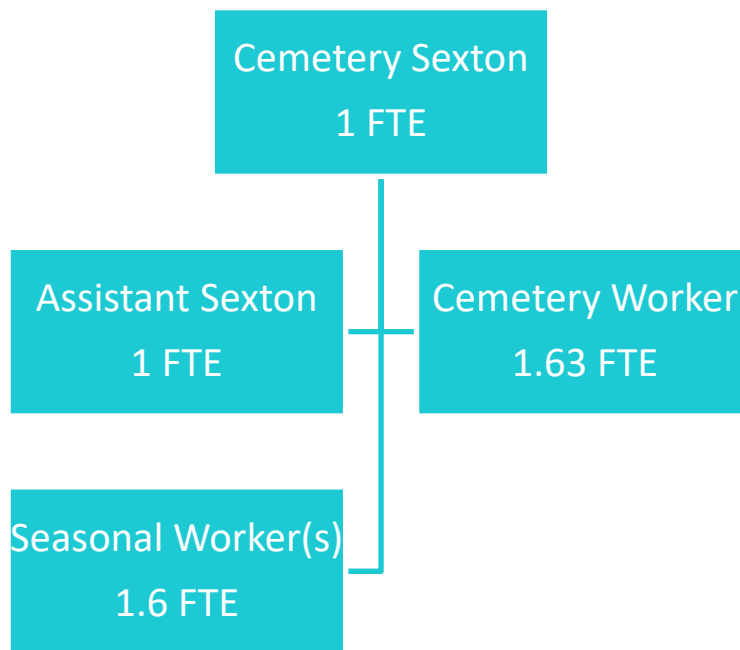 Cemetery Sexton
1 FTE
Assistant Sexton
1 FTE
Cemetery Worker
1.63 FTE
Seasonal Worker(s)
1.6 FTE